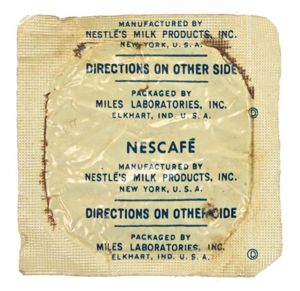 MANUFACTURED BY
NESTLÉ'S MILK PRODUCTS, INC.
NEW YORK, U. S. A.
DIRECTIONS ON OTHER SIDE
PACKAGED BY
MILES LABORATORIES, INC.
ELKHART, IND. U. S. A.
D
NESCAFÉ
MANUFACTURED BY
NESTLÉ'S MILK PRODUCTS, INC.
NEW YORK, U. S. A.
DIRECTIONS ON OTHER SIDE
PACKAGED BY
MILES LABORATORIES, INC.
ELKHART, IND. U. S. A.
D